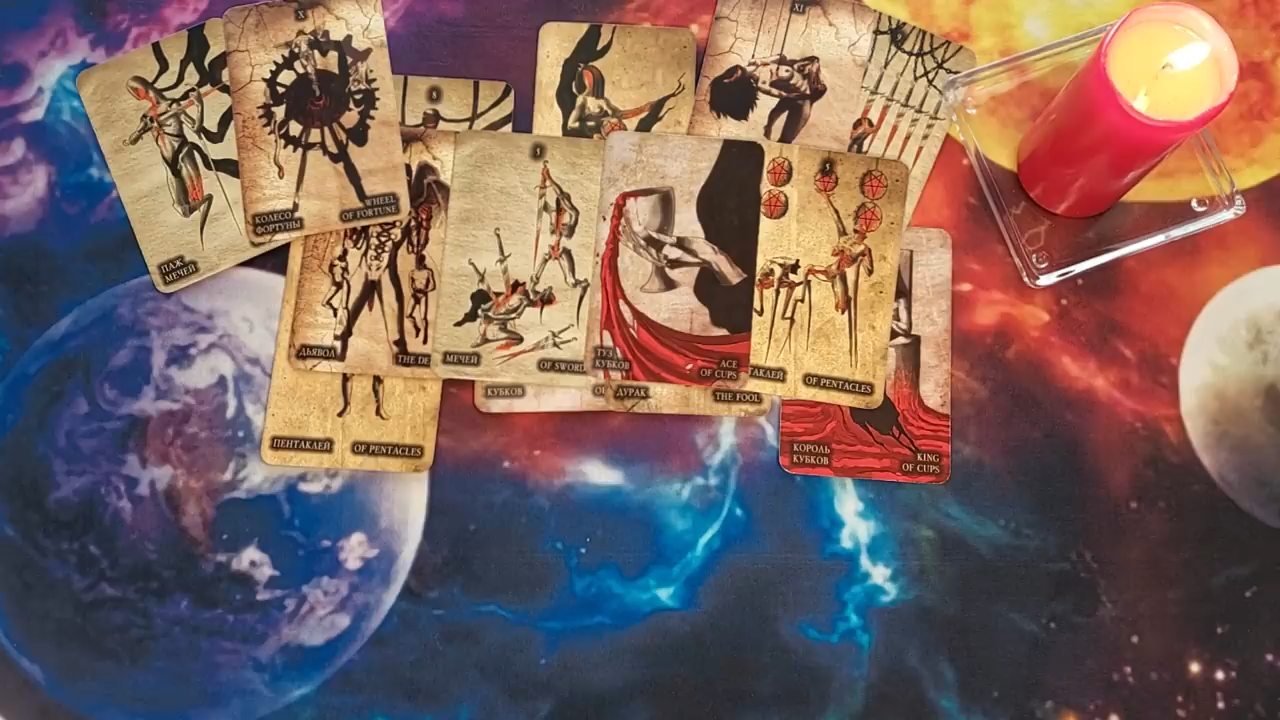 X
XI
ПАЖ
МЕЧЕЙ
КОЛЕСО
ФОРТУНЫ
WHEEL
OF FORTUNE
ДЬЯВОЛ
THE DE
МЕЧЕЙ
OF SWORD
ТУЗ
КУБКОВ
ACE
OF CUPS
ТАКЛЕЙ
OF PENTACLES
КУБКОВ
ДУРАК
THE FOOL
ПЕНТАКЛЕЙ
OF PENTACLES
КОРОЛЬ
КУБКОВ
KING
OF CUPS